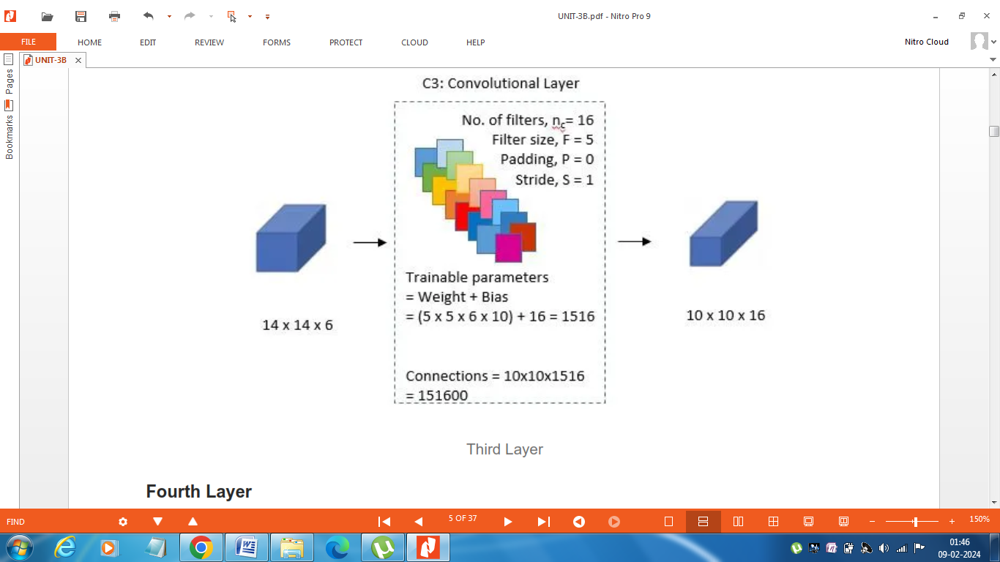 UNIT-3B.pdf - Nitro Pro 9
FILE HOME EDIT REVIEW FORMS PROTECT CLOUD HELP Nitro Cloud
UNIT-3B
Pages
Bookmarks
C3: Convolutional Layer
No. of filters, nc= 16
Filter size, F = 5
Padding, P = 0
Stride, S = 1
Trainable parameters
= Weight + Bias
= (5 x 5 x 6 x 10) + 16 = 1516
14 x 14 x 6
10 x 10 x 16
Connections = 10x10x1516
= 151600
Third Layer
Fourth Layer
FIND 5 OF 37 150%
01:46
09-02-2024